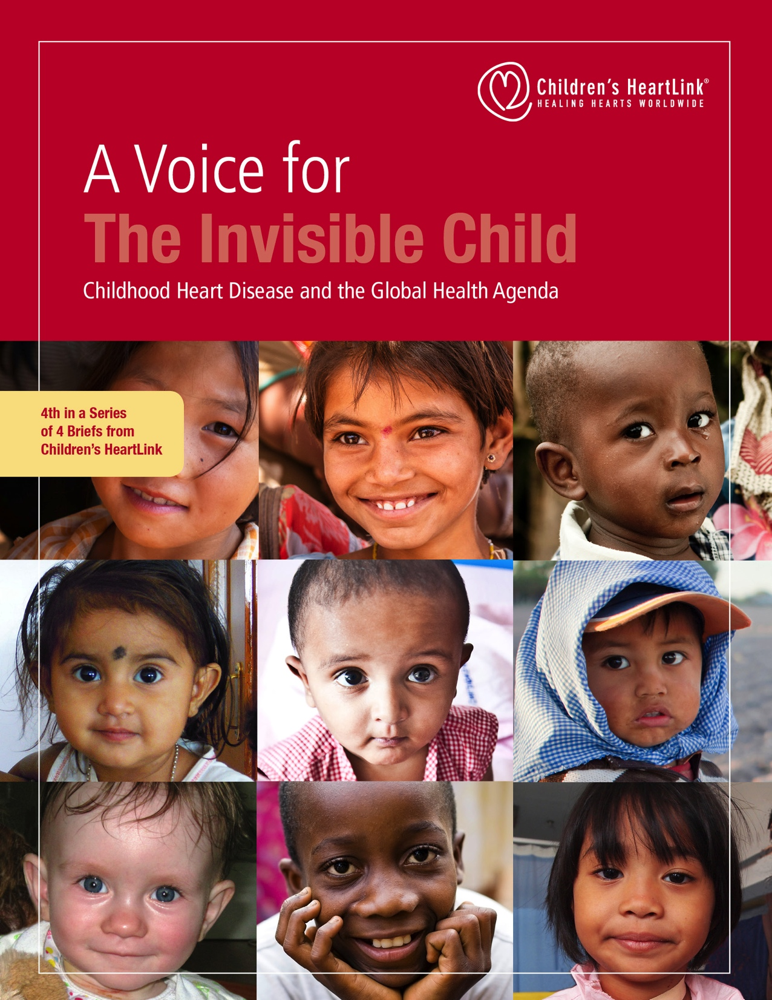 Children's HeartLink®
HEALING HEARTS WORLDWIDE
A Voice for
The Invisible Child
Childhood Heart Disease and the Global Health Agenda
4th in a Series
of 4 Briefs from
Children's HeartLink